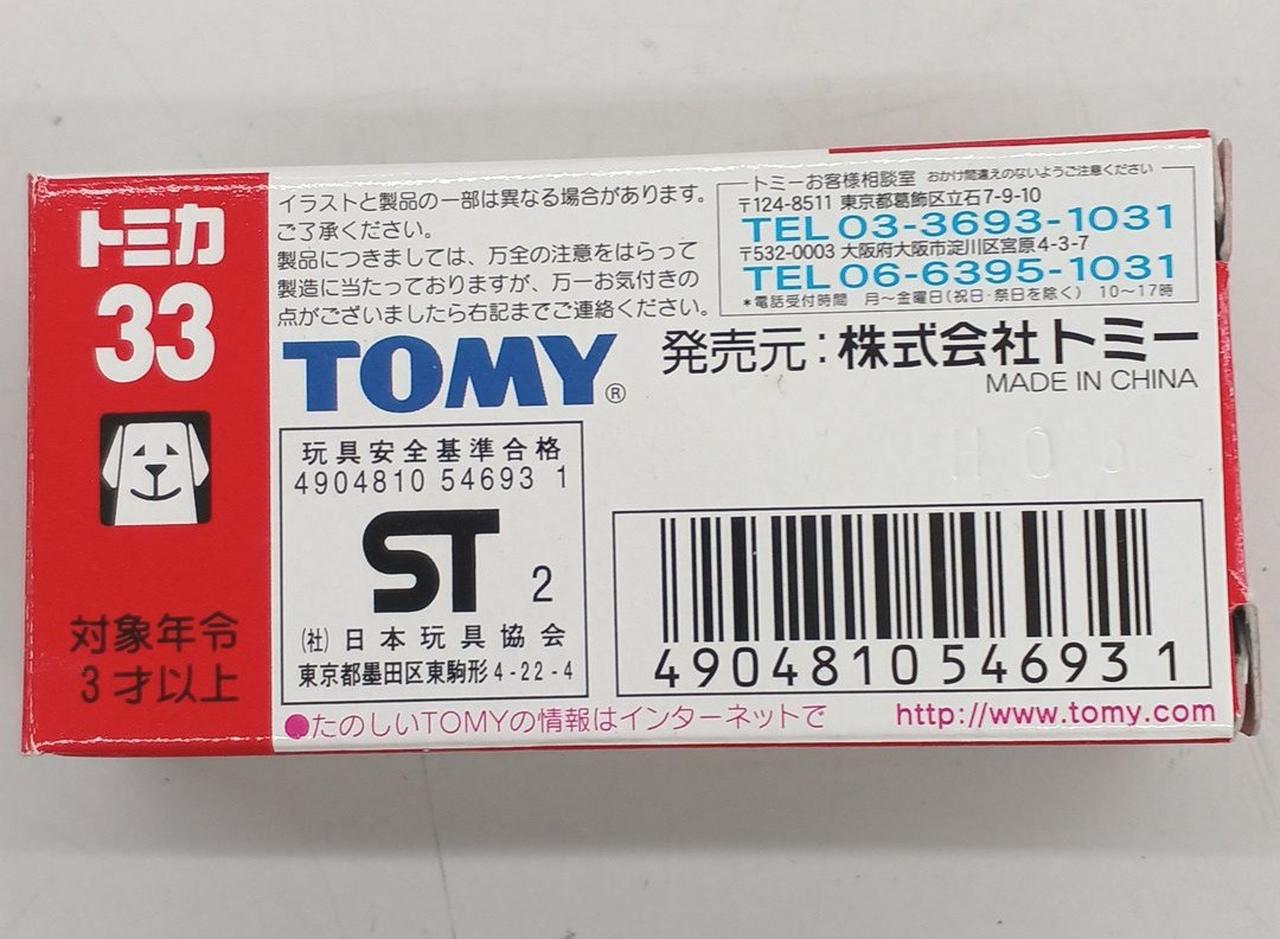 トミカ
33
対象年令
3才以上
イラストと製品の一部は異なる場合があります。
ご了承ください。
製品につきましては、万全の注意をはらって
製造に当たっておりますが、万一お気付きの
点がございましたら右記までご連絡ください。
トミーお客様相談室 おかけ間違えのないようご注意ください
〒124-8511 東京都葛飾区立石7-9-10
TEL 03-3693-1031
〒532-0003 大阪府大阪市淀川区宮原4-3-7
TEL 06-6395-1031
*電話受付時間 月〜金曜日(祝日・祭日を除く) 10〜17時
TOMY®
発売元:株式会社トミー
MADE IN CHINA
玩具安全基準合格
4904810 54693 1
ST 2
(社)日本玩具協会
東京都墨田区東駒形4-22-4
4904810546931
●たのしいTOMYの情報はインターネットで http://www.tomy.com